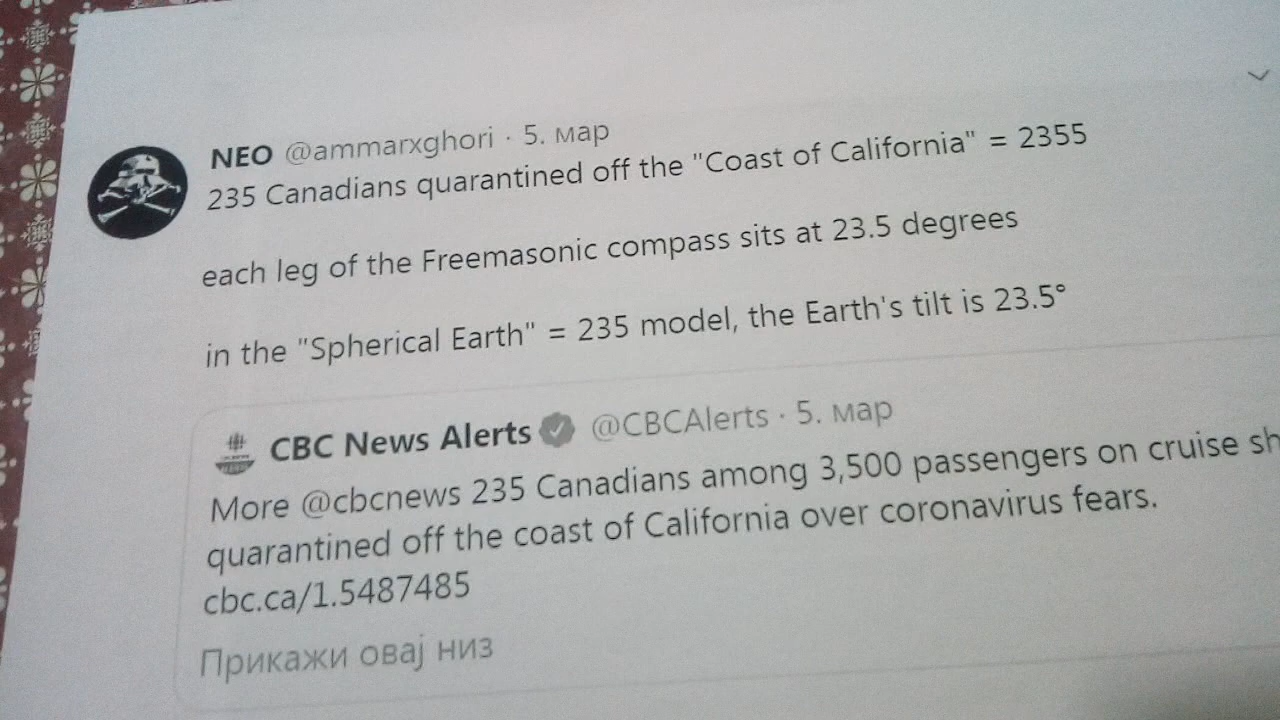 NEO @ammarxghori · 5. мар
235 Canadians quarantined off the "Coast of California" = 2355
each leg of the Freemasonic compass sits at 23.5 degrees
in the "Spherical Earth" = 235 model, the Earth's tilt is 23.5°
CBC News Alerts @CBCAlerts · 5. мар
More @cbcnews 235 Canadians among 3,500 passengers on cruise sh
quarantined off the coast of California over coronavirus fears.
cbc.ca/1.5487485
Прикажи овај низ